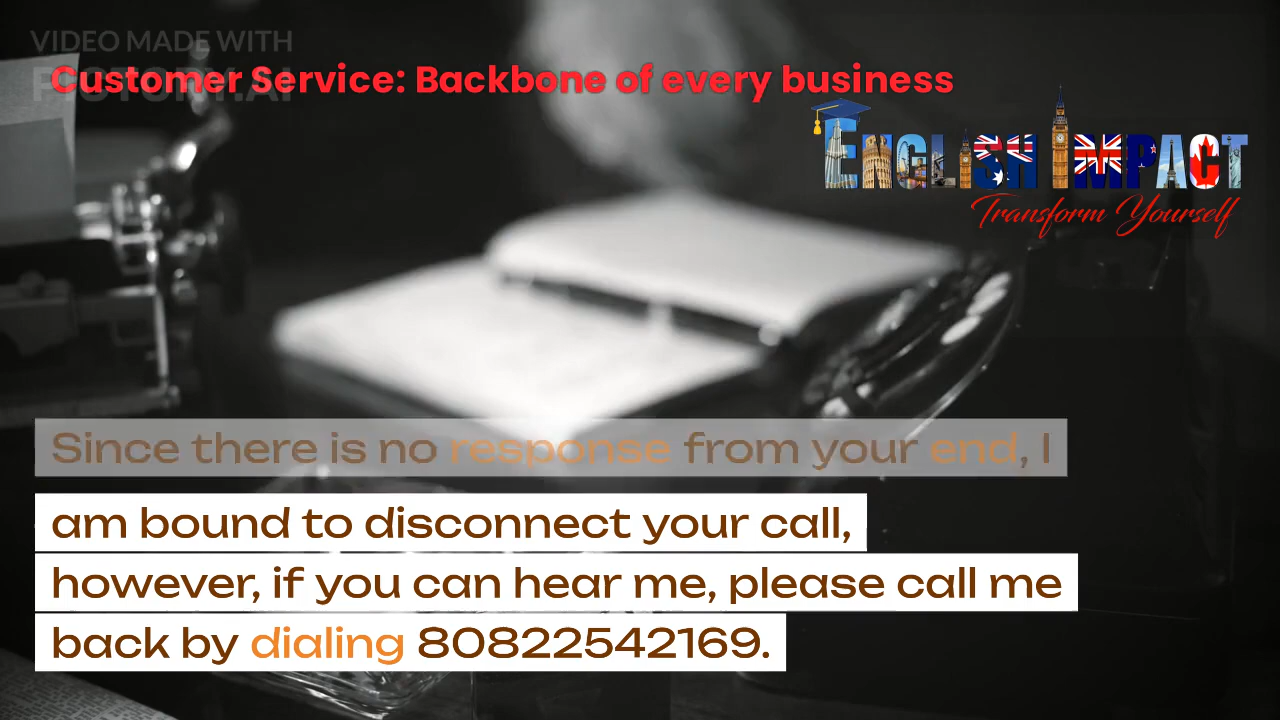 VIDEO MADE WITH
PICTORY.AI
Customer Service: Backbone of every business
ENGLISH IMPACT
Transform Yourself
Since there is no response from your end, I
am bound to disconnect your call,
however, if you can hear me, please call me
back by dialing 80822542169.